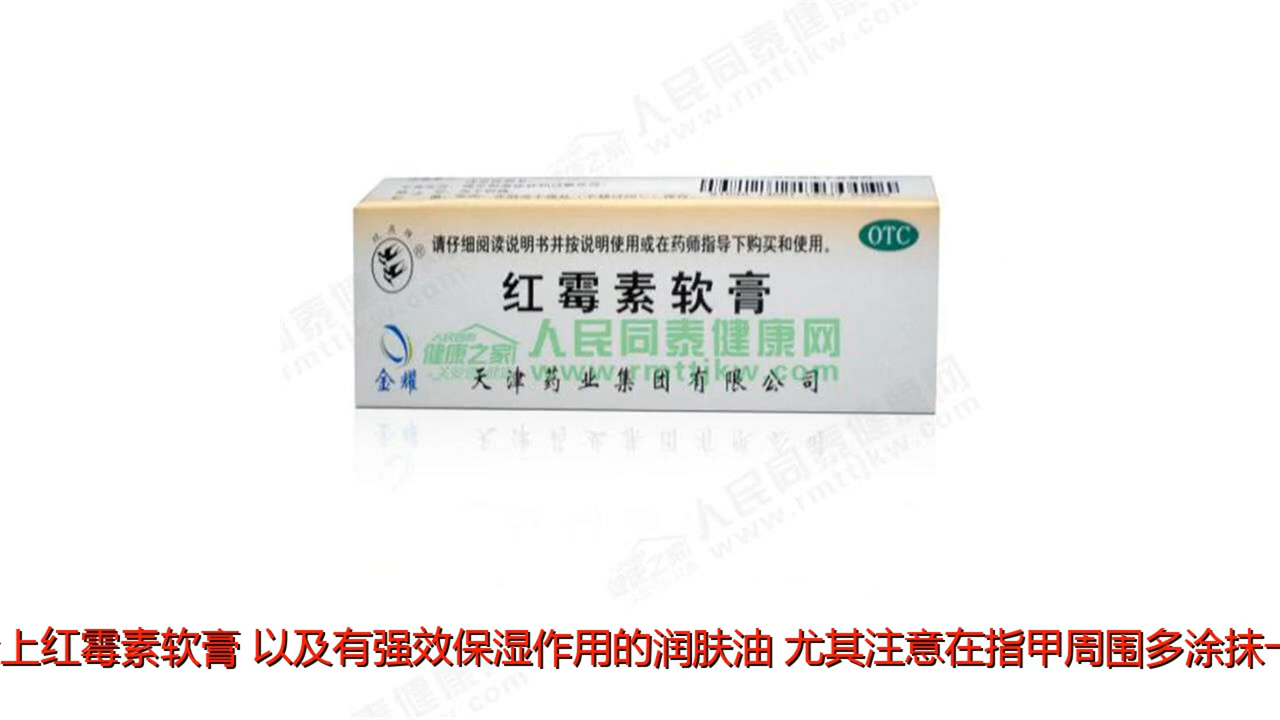 请仔细阅读说明书并按说明使用或在药师指导下购买和使用。
OTC
红霉素软膏
人民同泰健康网
健康之家
www.rmttjkw.com
金耀
天津药业集团有限公司
上红霉素软膏 以及有强效保湿作用的润肤油 尤其注意在指甲周围多涂抹